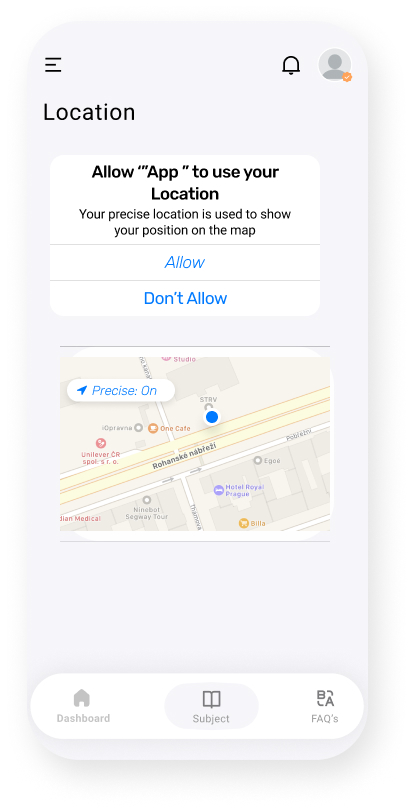 Location
Allow ‘”App ” to use your
Location
Your precise location is used to show
your position on the map
Allow
Don’t Allow
Studio
Precise: On
STRV
iOpravna
One Cafe
Pobřežní
Unilever ČR
spol. s r. o.
Rohanské nábřeží
Egoe
Hotel Royal
Prague
Ninebot
Segway Tour
dian Medical
Thámova
Billa
Dashboard
Subject
FAQ’s